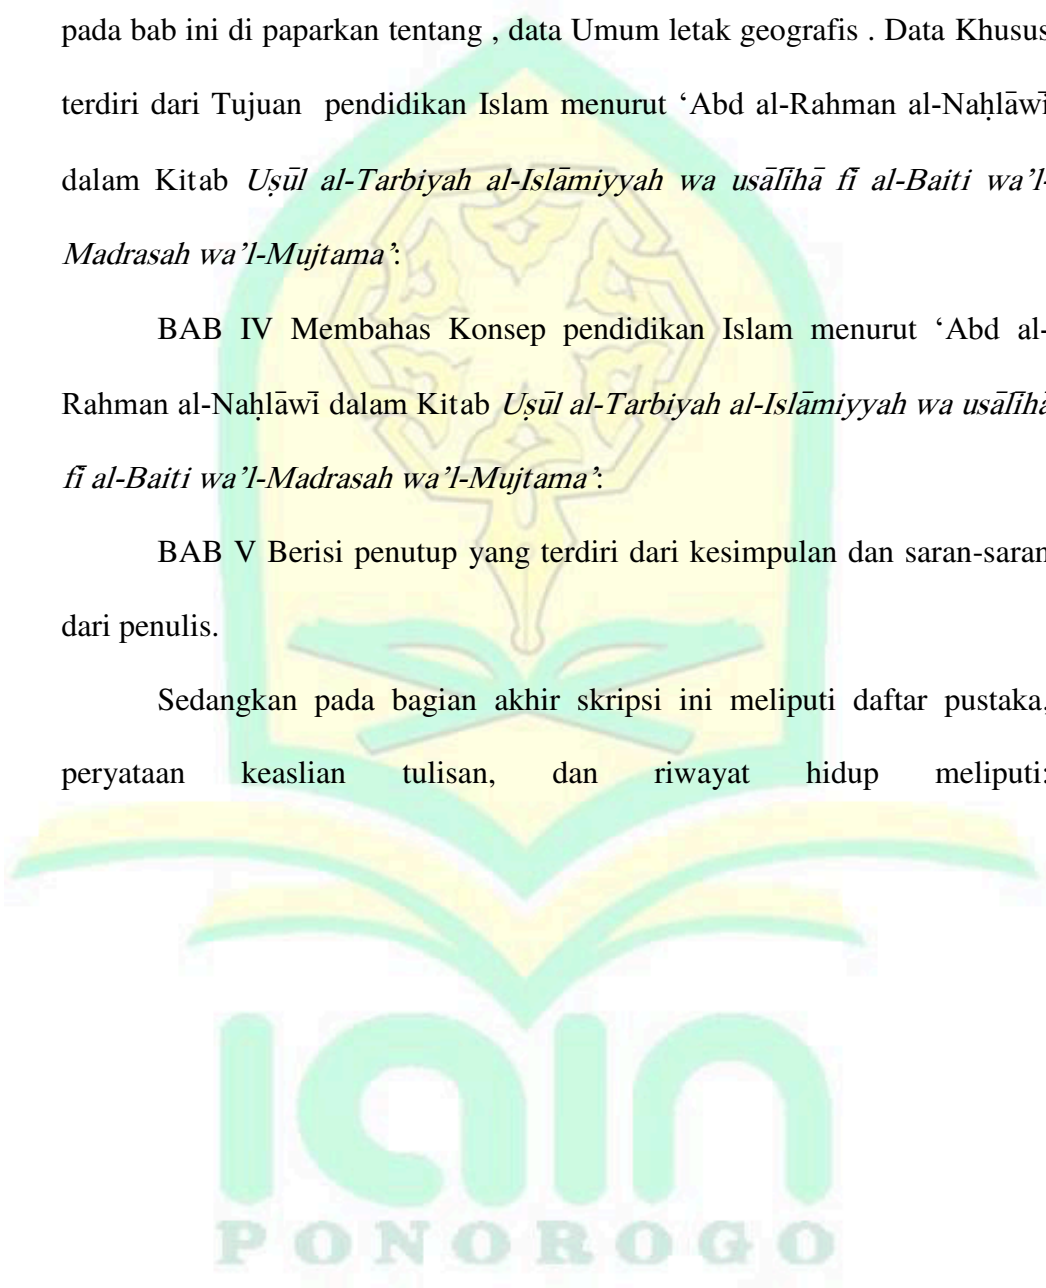 pada bab ini di paparkan tentang , data Umum letak geografis . Data Khusus
terdiri dari Tujuan pendidikan Islam menurut ‘Abd al-Rahman al-Naḥlāwī
dalam Kitab Uṣūl al-Tarbiyah al-Islāmiyyah wa usālīhā fī al-Baiti wa’l-
Madrasah wa’l-Mujtama’:
BAB IV Membahas Konsep pendidikan Islam menurut ‘Abd al-
Rahman al-Naḥlāwī dalam Kitab Uṣūl al-Tarbiyah al-Islāmiyyah wa usālīhā
fī al-Baiti wa’l-Madrasah wa’l-Mujtama’:
BAB V Berisi penutup yang terdiri dari kesimpulan dan saran-saran
dari penulis.
Sedangkan pada bagian akhir skripsi ini meliputi daftar pustaka,
peryataan keaslian tulisan, dan riwayat hidup meliputi:
iain
PONOROGO